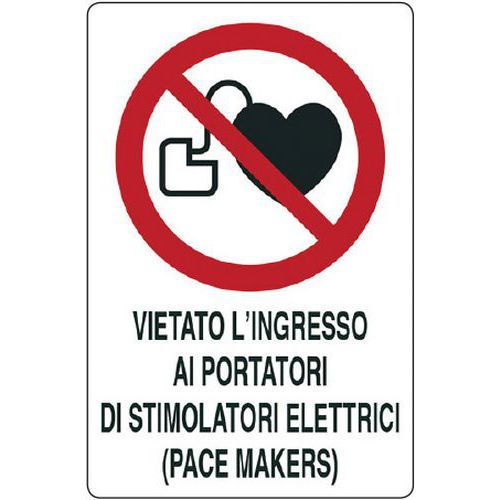 VIETATO L'INGRESSO
AI PORTATORI
DI STIMOLATORI ELETTRICI
(PACE MAKERS)